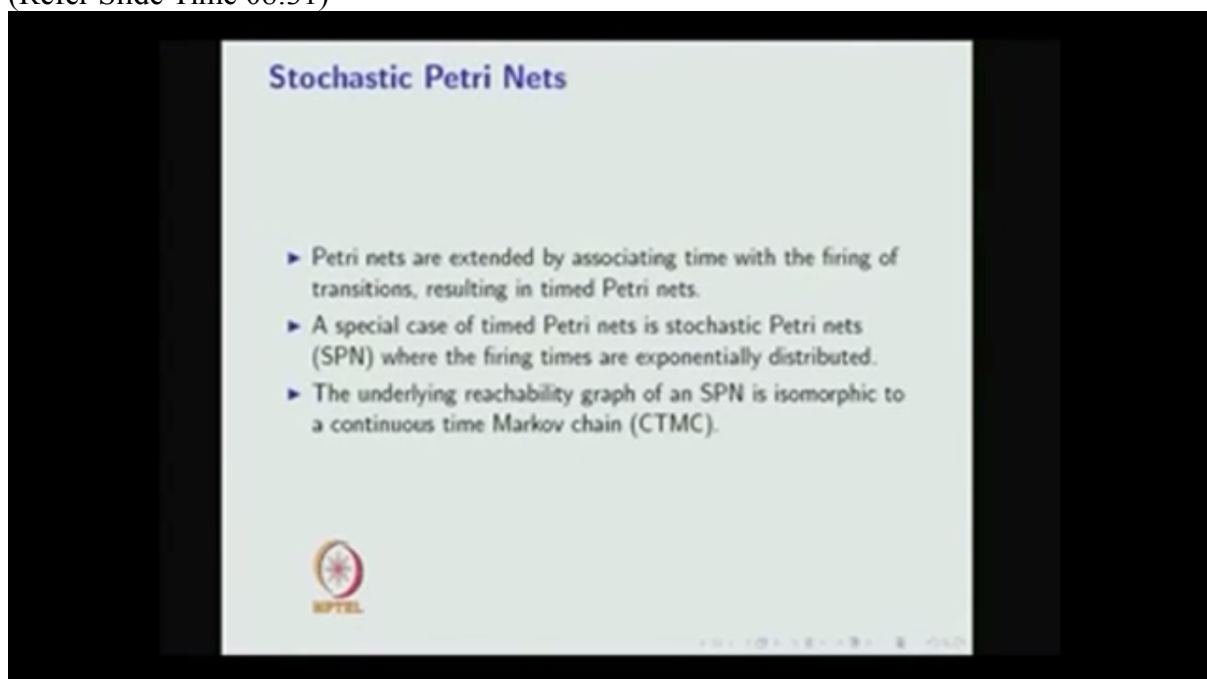 (Refer Slide Time 08:31)
Stochastic Petri Nets
► Petri nets are extended by associating time with the firing of
transitions, resulting in timed Petri nets.
► A special case of timed Petri nets is stochastic Petri nets
(SPN) where the firing times are exponentially distributed.
► The underlying reachability graph of an SPN is isomorphic to
a continuous time Markov chain (CTMC).
NPTEL